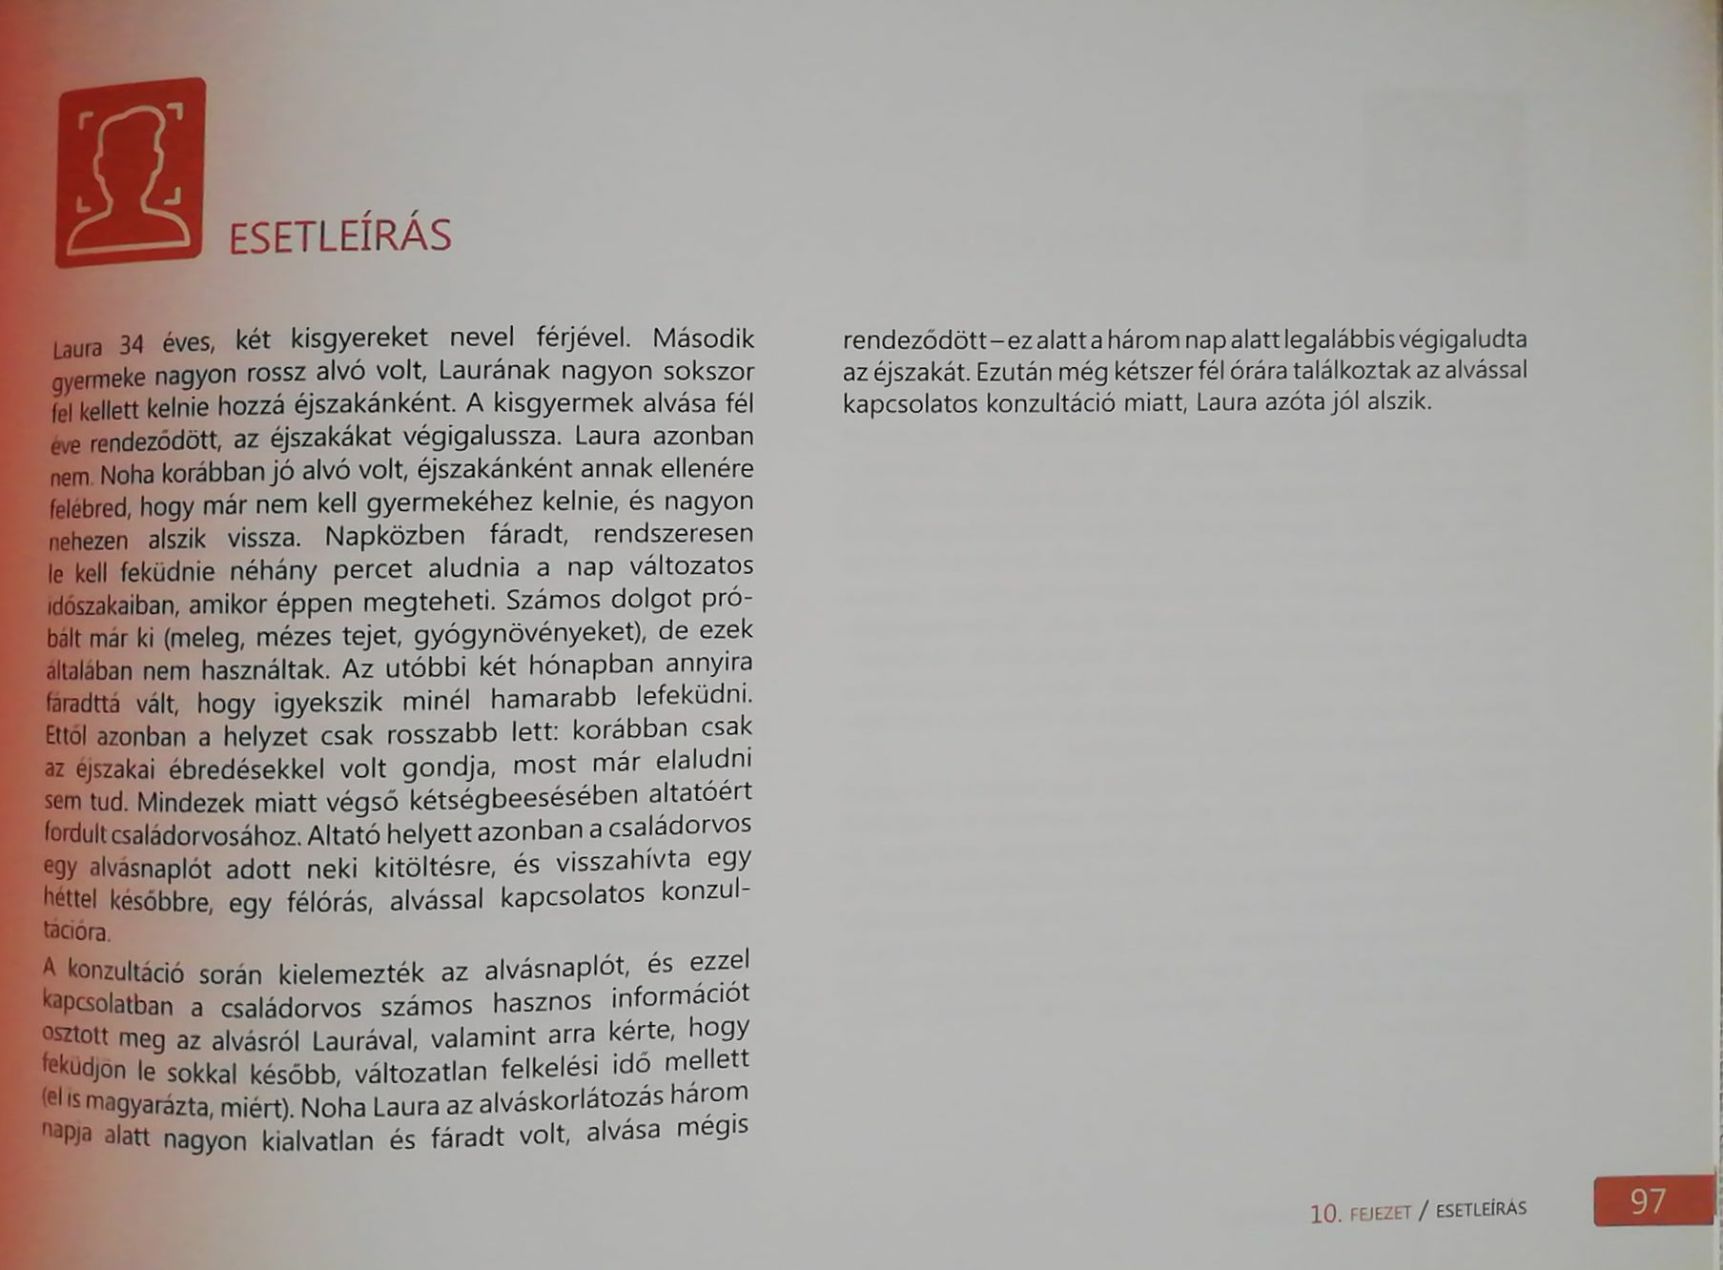 ESETLEÍRÁS
Laura 34 éves, két kisgyereket nevel férjével. Második
gyermeke nagyon rossz alvó volt, Laurának nagyon sokszor
fel kellett kelnie hozzá éjszakánként. A kisgyermek alvása fél
éve rendeződött, az éjszakákat végigalussza. Laura azonban
nem. Noha korábban jó alvó volt, éjszakánként annak ellenére
felébred, hogy már nem kell gyermekéhez kelnie, és nagyon
nehezen alszik vissza. Napközben fáradt, rendszeresen
le kell feküdnie néhány percet aludnia a nap változatos
időszakaiban, amikor éppen megteheti. Számos dolgot pró-
bált már ki (meleg, mézes tejet, gyógynövényeket), de ezek
általában nem használtak. Az utóbbi két hónapban annyira
fáradttá vált, hogy igyekszik minél hamarabb lefeküdni.
Ettől azonban a helyzet csak rosszabb lett: korábban csak
az éjszakai ébredésekkel volt gondja, most már elaludni
sem tud. Mindezek miatt végső kétségbeesésében altatóért
fordult családorvosához. Altató helyett azonban a családorvos
egy alvásnaplót adott neki kitöltésre, és visszahívta egy
héttel későbbre, egy félórás, alvással kapcsolatos konzul-
tációra.
A konzultáció során kielemezték az alvásnaplót, és ezzel
kapcsolatban a családorvos számos hasznos információt
osztott meg az alvásról Laurával, valamint arra kérte, hogy
feküdjön le sokkal később, változatlan felkelési idő mellett
(el is magyarázta, miért). Noha Laura az alváskorlátozás három
napja alatt nagyon kialvatlan és fáradt volt, alvása mégis
rendeződött – ez alatt a három nap alatt legalábbis végigaludta
az éjszakát. Ezután még kétszer fél órára találkoztak az alvással
kapcsolatos konzultáció miatt, Laura azóta jól alszik.
10. FEJEZET / ESETLEÍRÁS
97